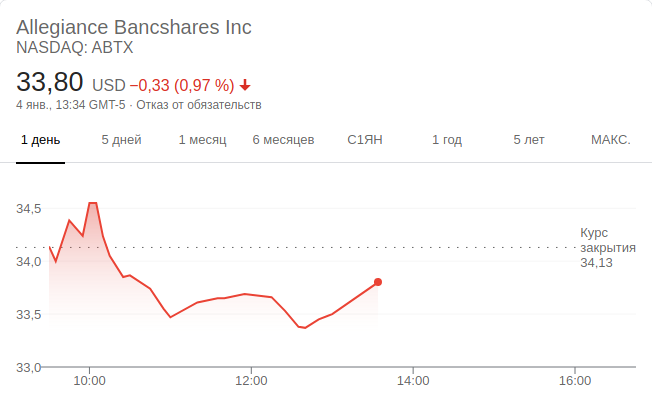 Allegiance Bancshares Inc
NASDAQ: ABTX
33,80 USD −0,33 (0,97 %)
4 янв., 13:34 GMT-5 · Отказ от обязательств
1 день 5 дней 1 месяц 6 месяцев С1ЯН 1 год 5 лет МАКС.
34,5
Курс
закрытия
34,13
34,0
33,5
33,0
10:00 12:00 14:00 16:00